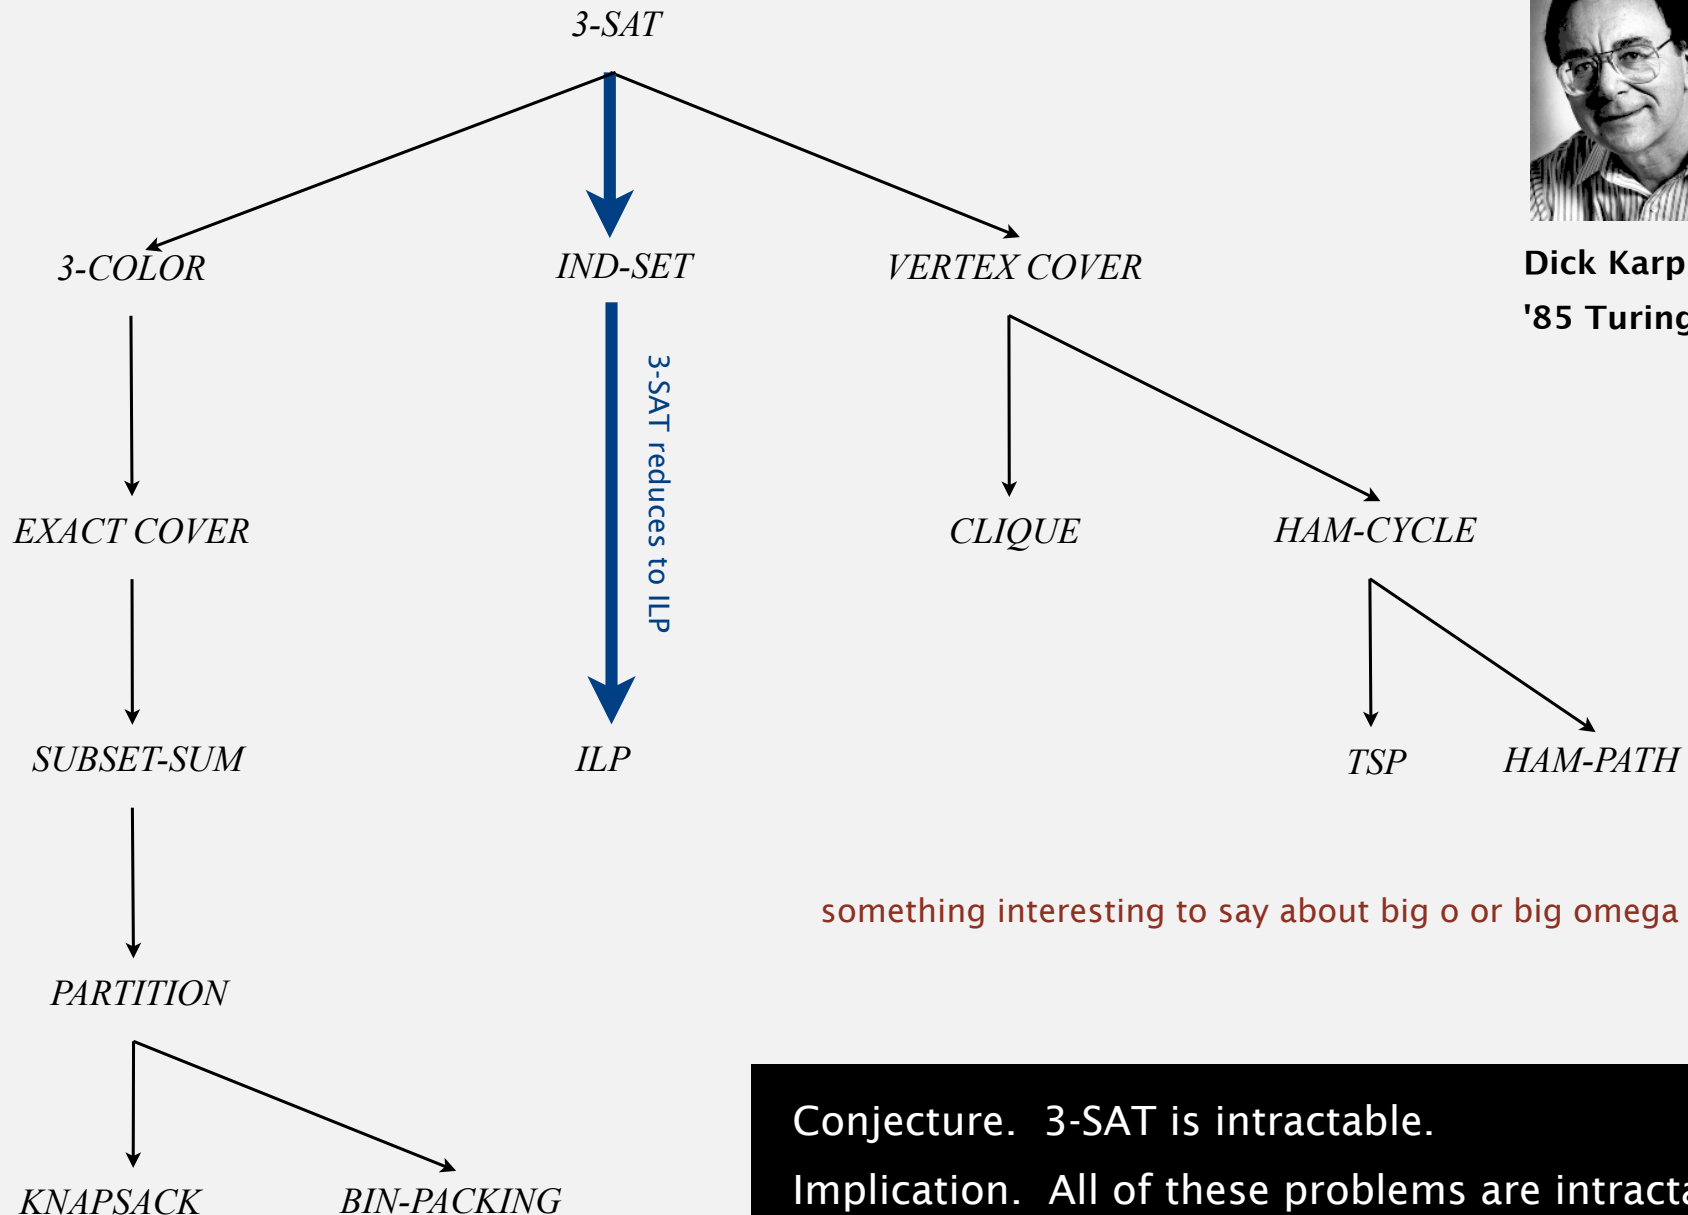 3-SAT
3-COLOR
IND-SET
VERTEX COVER
Dick Karp
'85 Turing
3-SAT reduces to ILP
EXACT COVER
CLIQUE
HAM-CYCLE
SUBSET-SUM
ILP
TSP
HAM-PATH
something interesting to say about big o or big omega
PARTITION
Conjecture. 3-SAT is intractable.
Implication. All of these problems are
KNAPSACK
BIN-PACKING